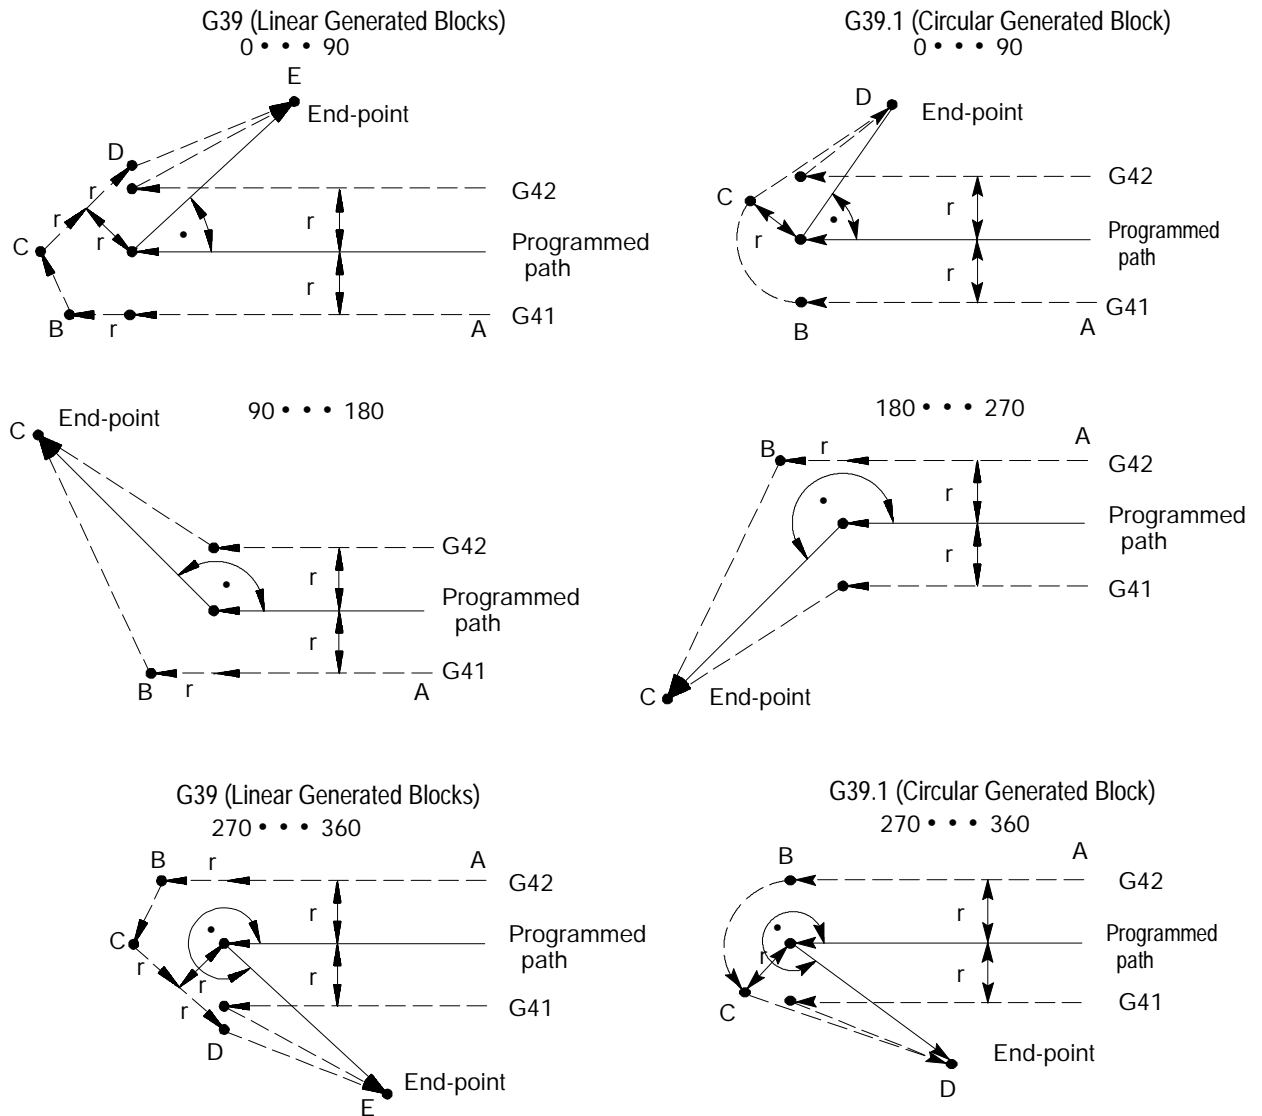 G39 (Linear Generated Blocks)
0 • • • 90
E
End-point
D
r
G42
r
r
r
C
Programmed
path
r
B
r
A
G41
G39.1 (Circular Generated Block)
0 • • • 90
D
End-point
C
G42
r
r
•
Programmed
path
r
G41
B
A
End-point
C
90 • • • 180
G42
r
•
Programmed
path
r
G41
B
r
A
180 • • • 270
B
r
A
G42
r
•
Programmed
path
r
G41
C
End-point
G39 (Linear Generated Blocks)
270 • • • 360
B
r
A
G42
r
•
C
Programmed
path
r
r
r
r
G41
D
End-point
E
G39.1 (Circular Generated Block)
270 • • • 360
B
A
G42
r
•
Programmed
path
r
r
C
G41
End-point
D